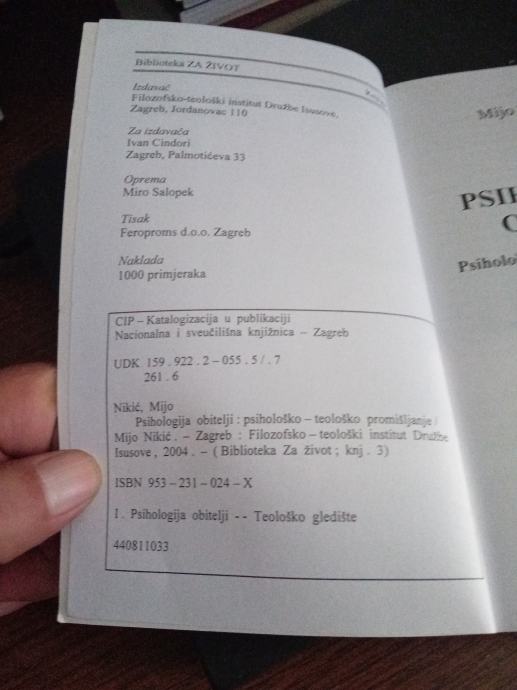 Biblioteka ZA ŽIVOT
Izdavač
Filozofsko-teološki institut Družbe Isusove,
Zagreb, Jordanovac 110
Za izdavača
Ivan Cindori
Zagreb, Palmotićeva 33
Oprema
Miro Salopek
Tisak
Feroproms d.o.o. Zagreb
Naklada
1000 primjeraka
CIP – Katalogizacija u publikaciji
Nacionalna i sveučilišna knjižnica – Zagreb
UDK 159.922.2–055.5/.7
261.6
Nikić, Mijo
Psihologija obitelji : psihološko – teološko promišljanje /
Mijo Nikić . – Zagreb : Filozofsko – teološki institut Družbe
Isusove , 2004 . – ( Biblioteka Za život ; knj . 3)
ISBN 953 – 231 – 024 – X
I . Psihologija obitelji -- Teološko gledište
440811033
Mijo
PSIH
Psiholo